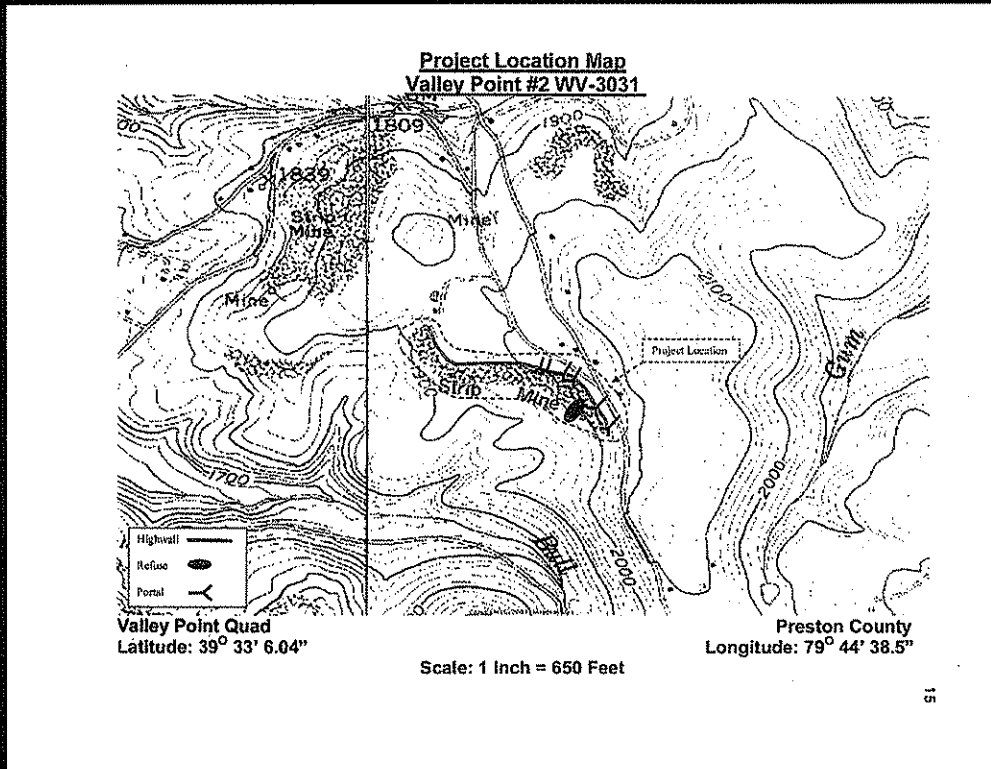 Project Location Map
Valley Point #2 WV-3031
1809
1900
1839
Strip
Mine
Mine
Mine
2100
Gum
Project Location
Strip Mine
1700
2000
Bull
2000
Highwall
Refuse
Portal
Valley Point Quad
Latitude: 39° 33' 6.04"
Preston County
Longitude: 79° 44' 38.5"
Scale: 1 Inch = 650 Feet
15